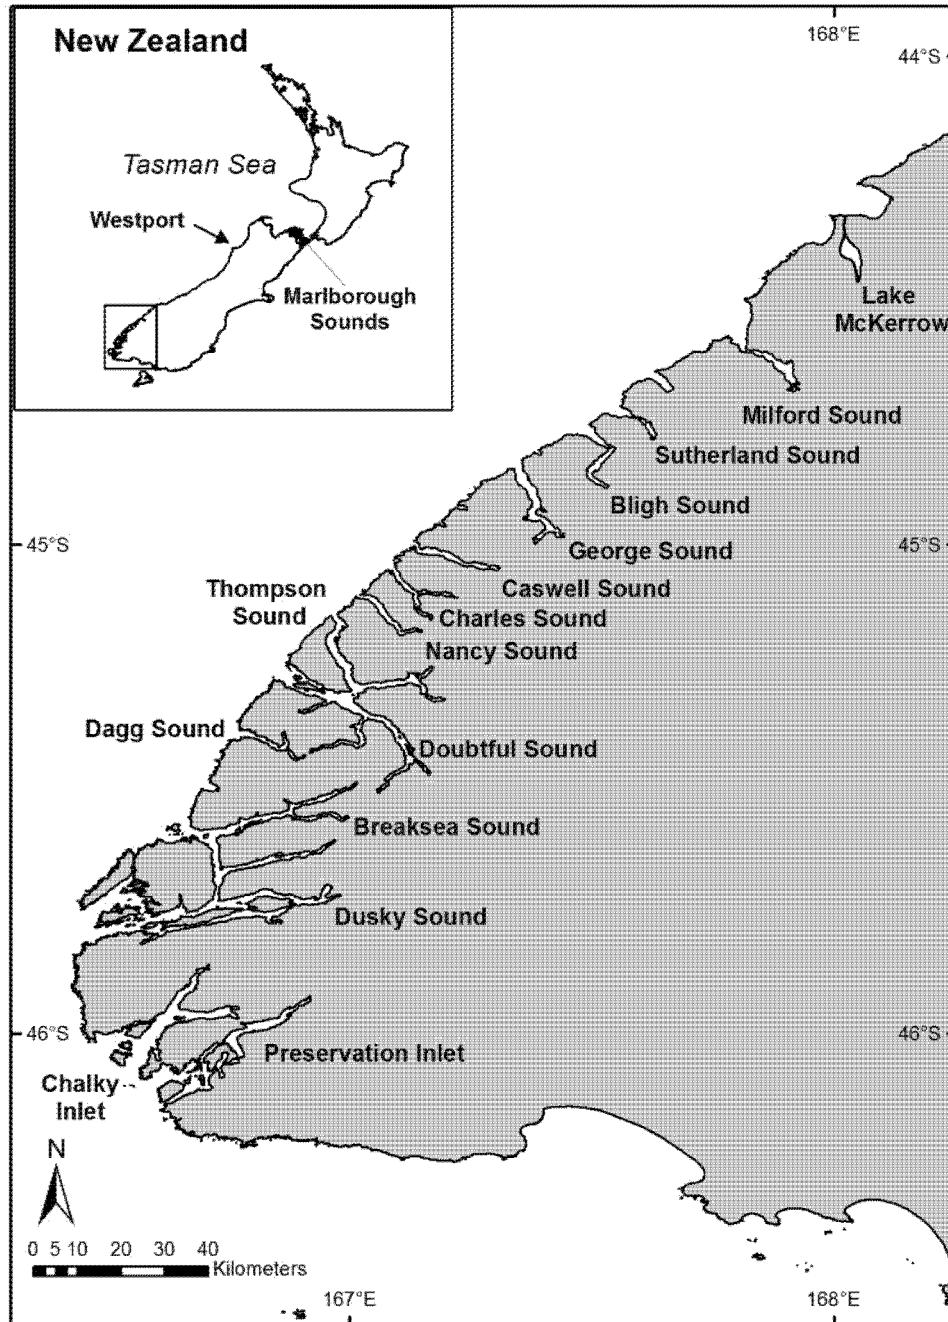 New Zealand
168°E
44°S
Tasman Sea
Westport
Marlborough
Sounds
Lake
McKerrow
Milford Sound
Sutherland Sound
Bligh Sound
45°S
45°S
George Sound
Thompson
Sound
Caswell Sound
Charles Sound
Nancy Sound
Dagg Sound
Doubtful Sound
Breaksea Sound
Dusky Sound
46°S
46°S
Preservation Inlet
Chalky
Inlet
N
0 5 10 20 30 40
Kilometers
167°E
168°E